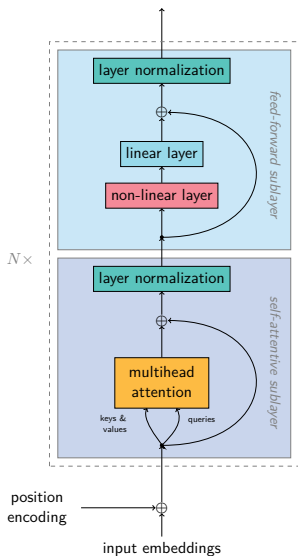 layer normalization
linear layer
non-linear layer
feed-forward sublayer
N×
layer normalization
multihead
attention
keys &
values
queries
self-attentive sublayer
position
encoding
input embeddings